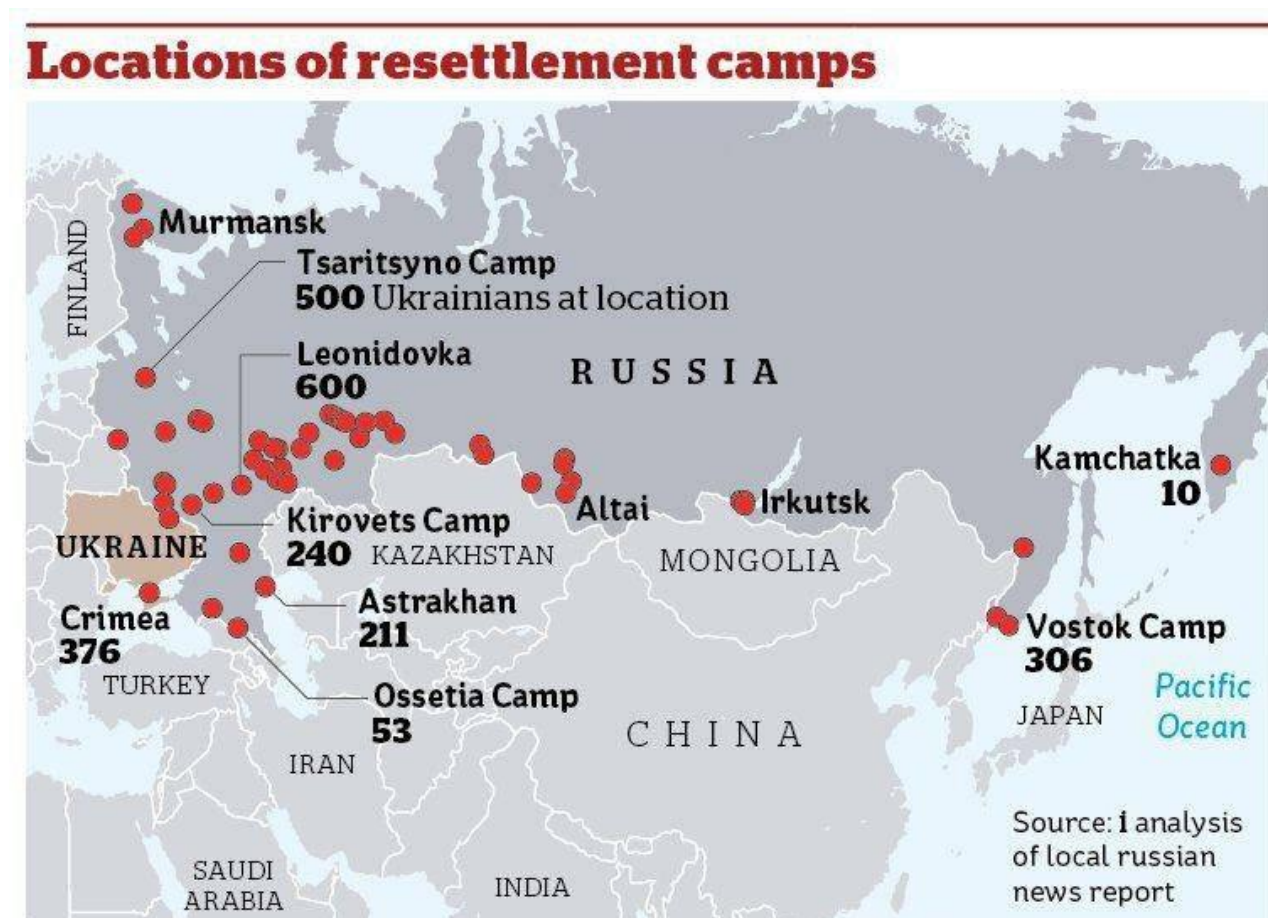 Locations of resettlement camps
Murmansk
FINLAND
Tsaritsyno Camp
500 Ukrainians at location
Leonidovka
600
RUSSIA
Kamchatka
10
Altai
Irkutsk
Kirovets Camp
240
KAZAKHSTAN
MONGOLIA
UKRAINE
Astrakhan
211
Crimea
376
Vostok Camp
306
TURKEY
Ossetia Camp
53
Pacific
Ocean
JAPAN
CHINA
IRAN
Source: i analysis
of local russian
news report
SAUDI
ARABIA
INDIA